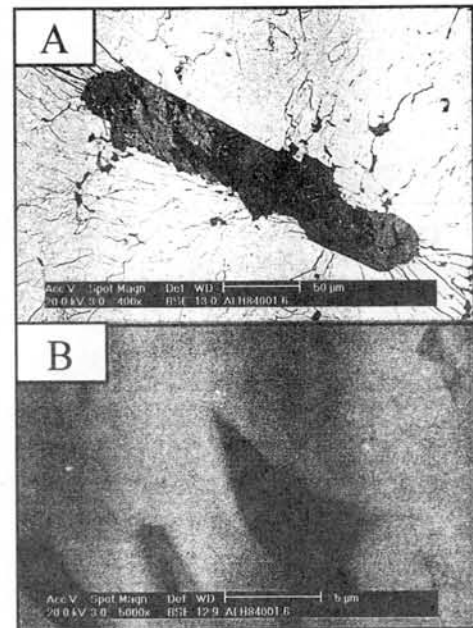 A
Acc V Spot Magn Det WD 50 µm
20.0 kV 3.0 400x BSE 13.0 ALH84001.6
B
Acc V Spot Magn Det WD 5 µm
20.0 kV 3.0 5000x BSE 12.9 ALH84001.6